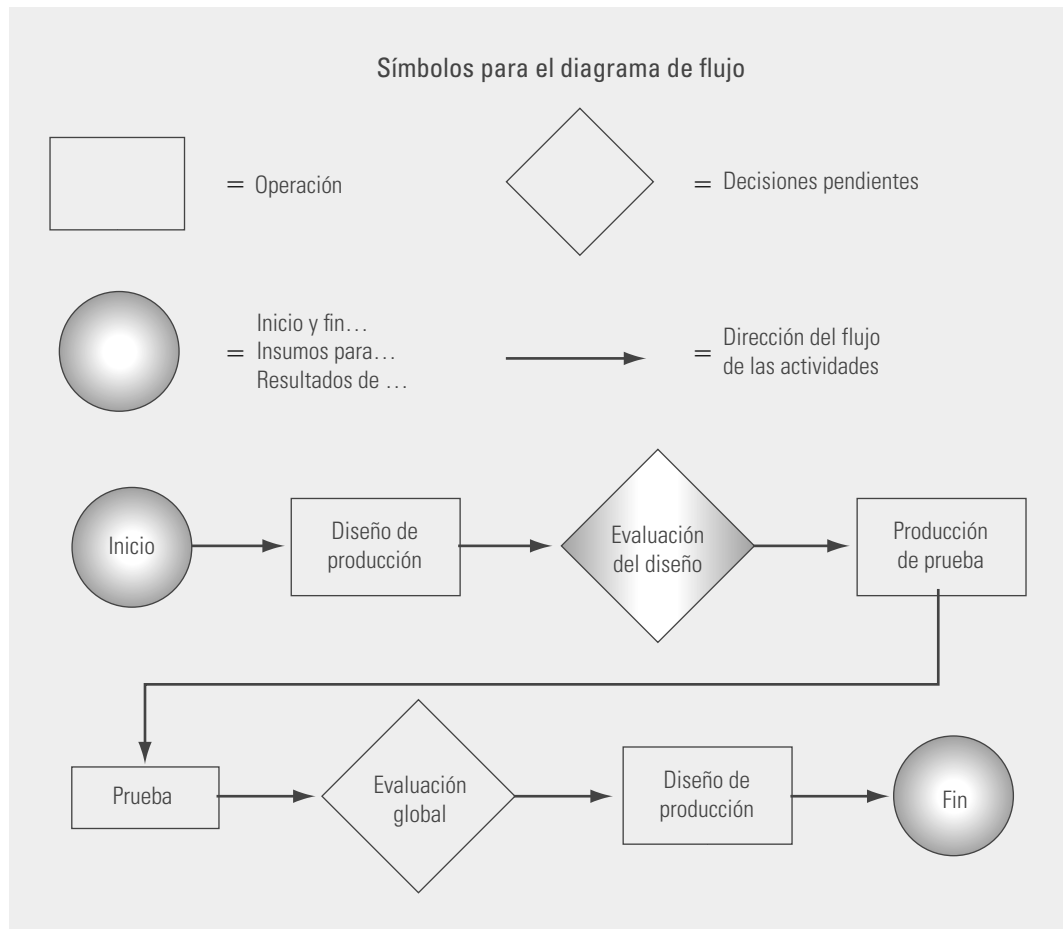 Símbolos para el diagrama de flujo
= Operación
= Decisiones pendientes
Inicio y fin…
= Insumos para…
Resultados de …
= Dirección del flujo
de las actividades
Inicio
Diseño de
producción
Evaluación
del diseño
Producción
de prueba
Prueba
Evaluación
global
Diseño de
producción
Fin